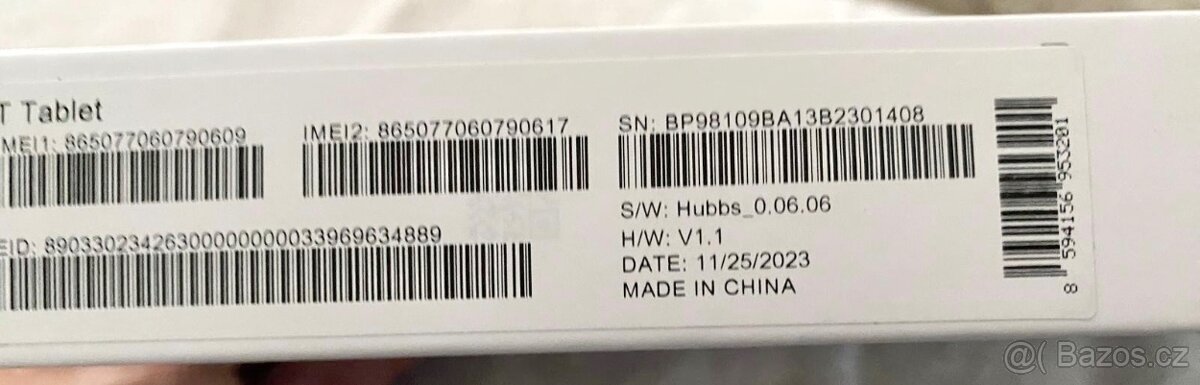 T Tablet
MEI1: 865077060790609
IMEI2: 865077060790617
SN: BP98109BA13B2301408
EID: 89033023426300000000033969634889
S/W: Hubbs_0.06.06
H/W: V1.1
DATE: 11/25/2023
MADE IN CHINA
8 594156 953201
@( Bazos.cz